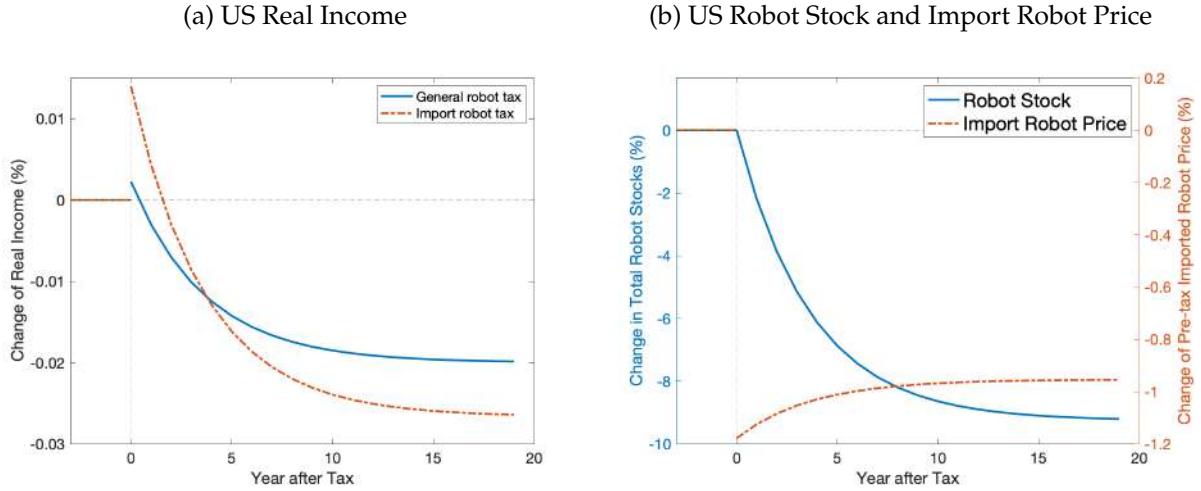 (a) US Real Income
(b) US Robot Stock and Import Robot Price
Change of Real Income (%)
0.01
0
-0.01
-0.02
-0.03
General robot tax
Import robot tax
0 5 10 15 20
Year after Tax
Change in Total Robot Stocks (%)
0
-2
-4
-6
-8
-10
Robot Stock
Import Robot Price
0.2
0
-0.2
-0.4
-0.6
-0.8
-1
-1.2
Change of Pre-tax Imported Robot Price (%)
0 5 10 15 20
Year after Tax